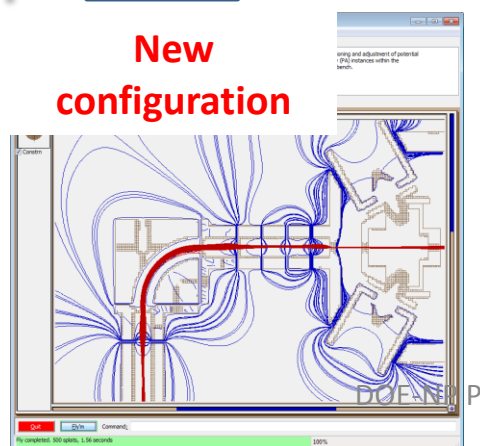 New
configuration
oning and adjustment of potential
(PA) instances within the
bench.
Constrn
DOE-NP P
Quit Fly'm Command:
Fly completed. 500 splats, 1.56 seconds 100%